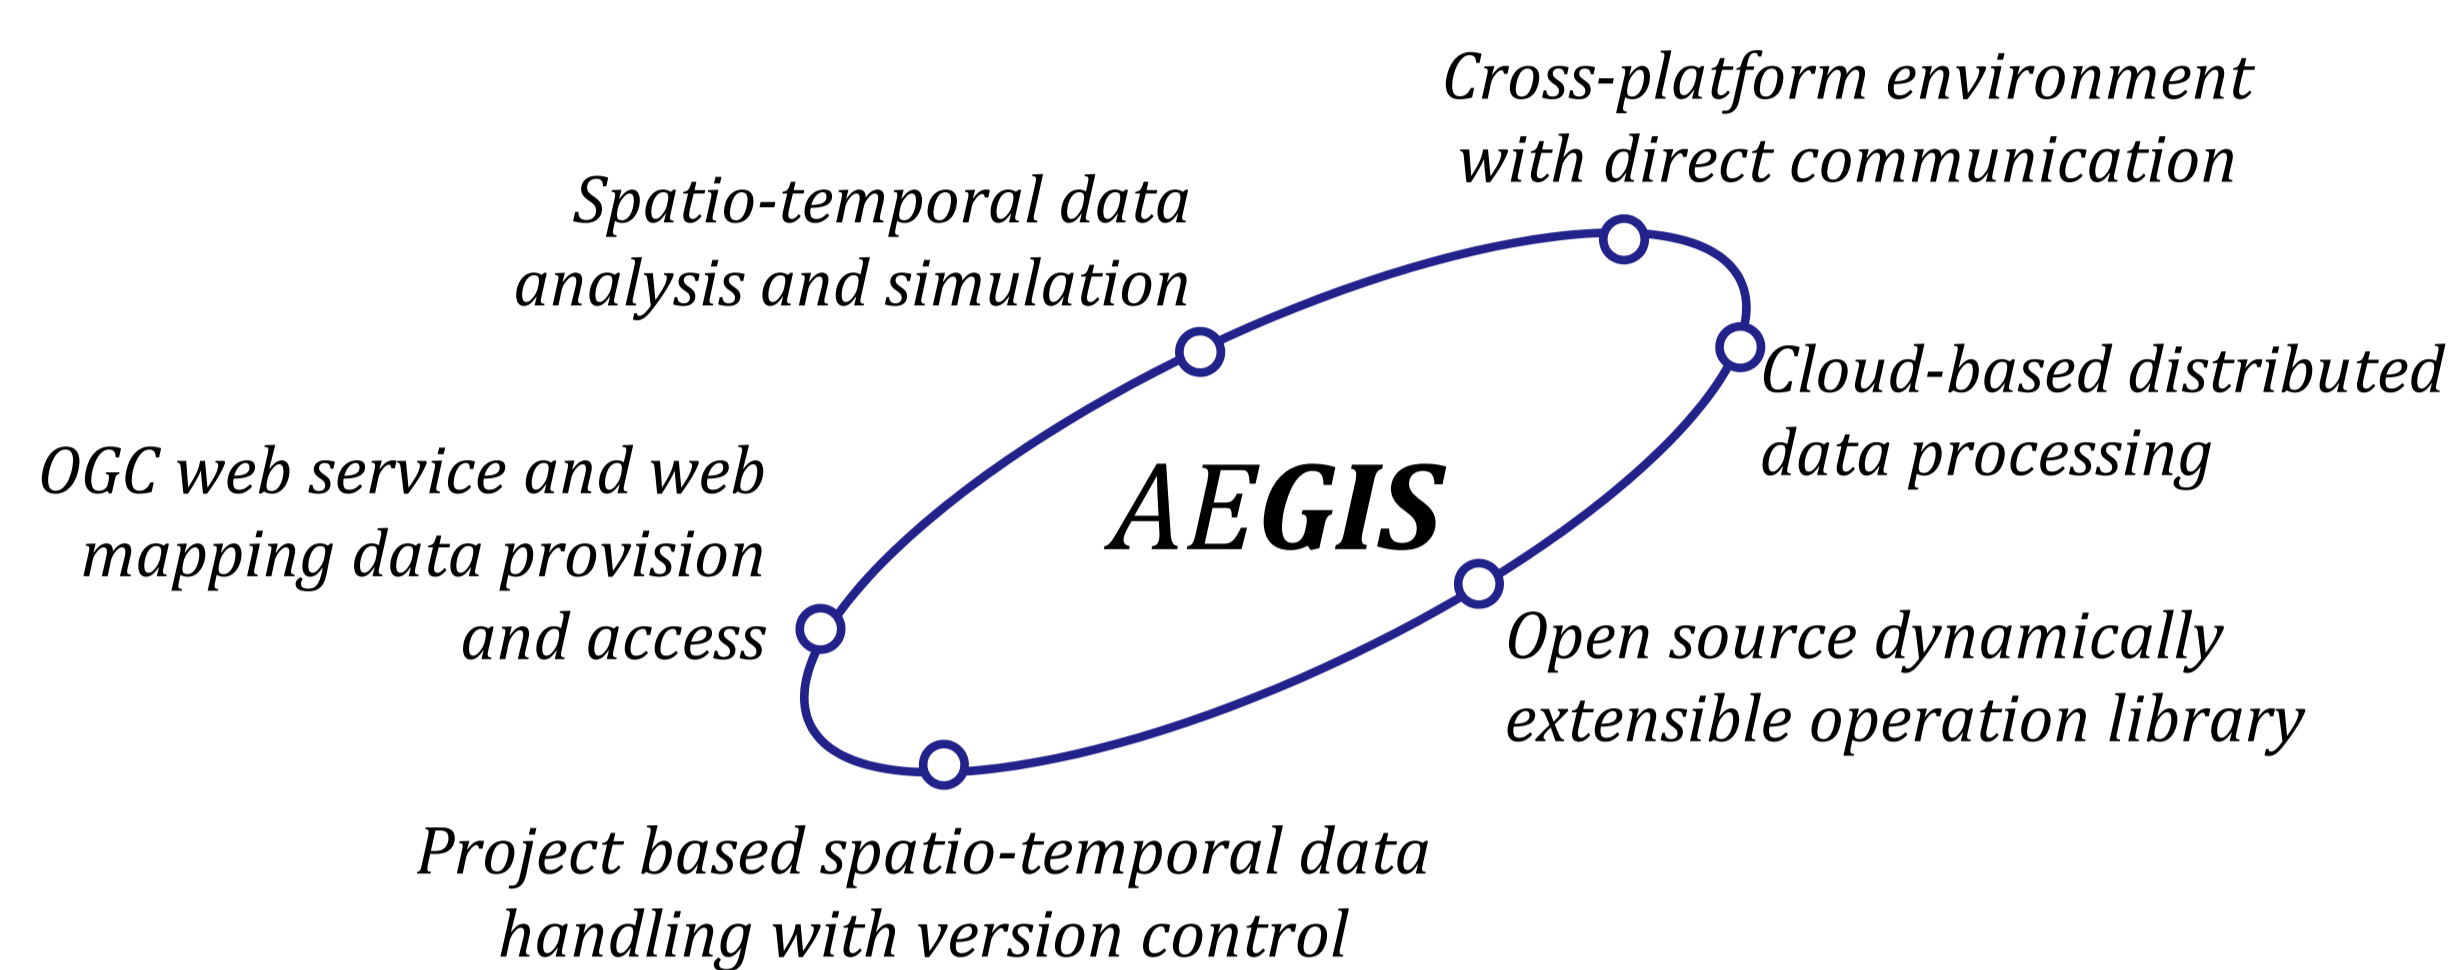 Cross-platform environment
with direct communication
Spatio-temporal data
analysis and simulation
Cloud-based distributed
data processing
OGC web service and web
mapping data provision
and access
AEGIS
Open source dynamically
extensible operation library
Project based spatio-temporal data
handling with version control